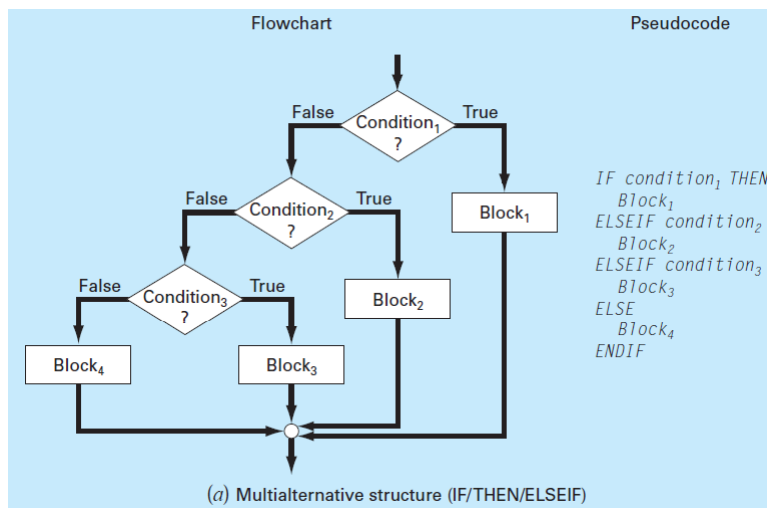 Flowchart
Pseudocode
False
Condition₁
?
True
False
Condition₂
?
True
Block₁
False
Condition₃
?
True
Block₂
Block₄
Block₃
IF condition₁ THEN
Block₁
ELSEIF condition₂
Block₂
ELSEIF condition₃
Block₃
ELSE
Block₄
ENDIF
(a) Multialternative structure (IF/THEN/ELSEIF)